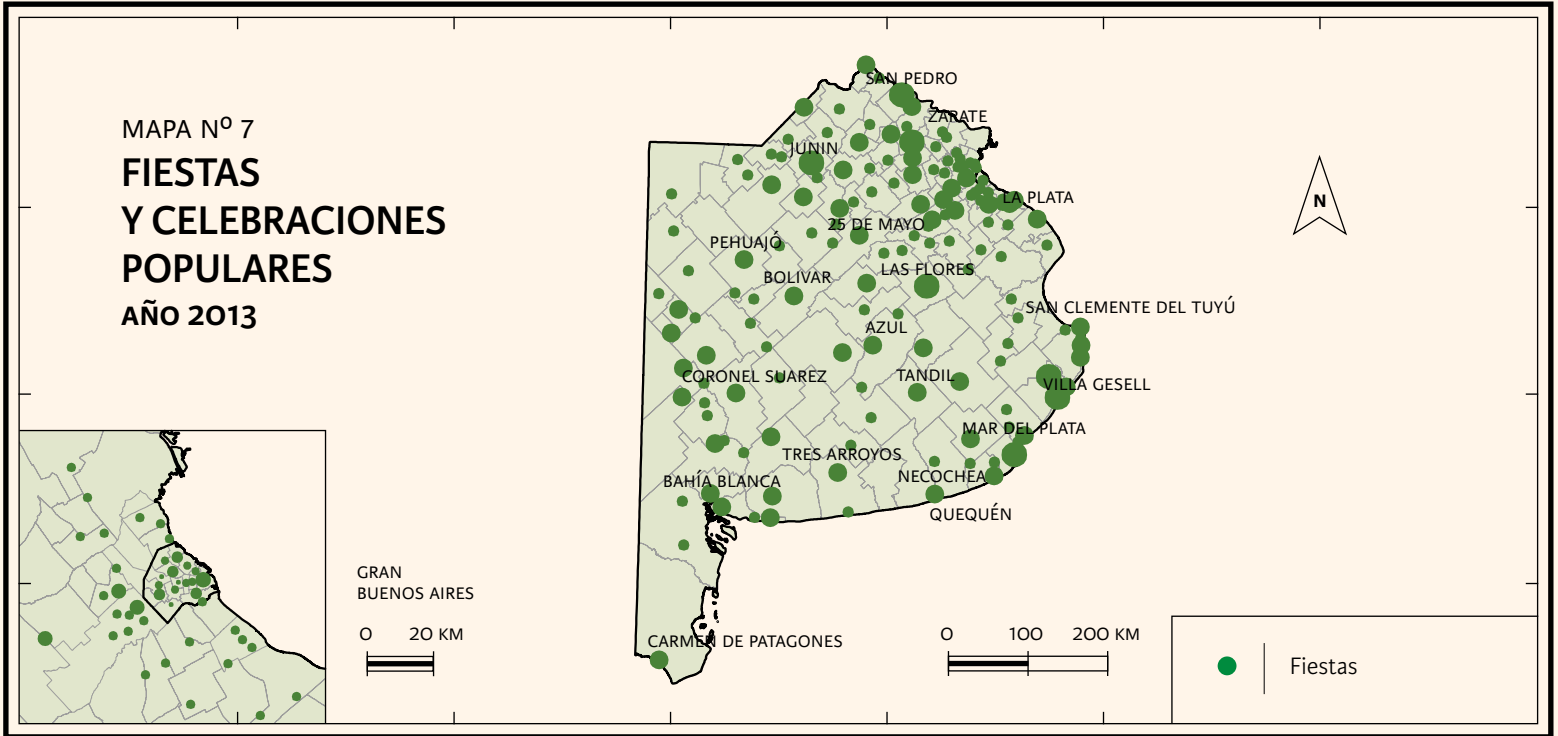 MAPA Nº 7
FIESTAS
Y CELEBRACIONES
POPULARES
AÑO 2013
SAN PEDRO
ZÁRATE
JUNIN
LA PLATA
25 DE MAYO
PEHUAJÓ
LAS FLORES
BOLIVAR
SAN CLEMENTE DEL TUYÚ
AZUL
CORONEL SUAREZ
TANDIL
VILLA GESELL
MAR DEL PLATA
TRES ARROYOS
NECOCHEA
BAHÍA BLANCA
QUEQUÉN
CARMEN DE PATAGONES
N
GRAN
BUENOS AIRES
0 20 KM
0 100 200 KM
Fiestas